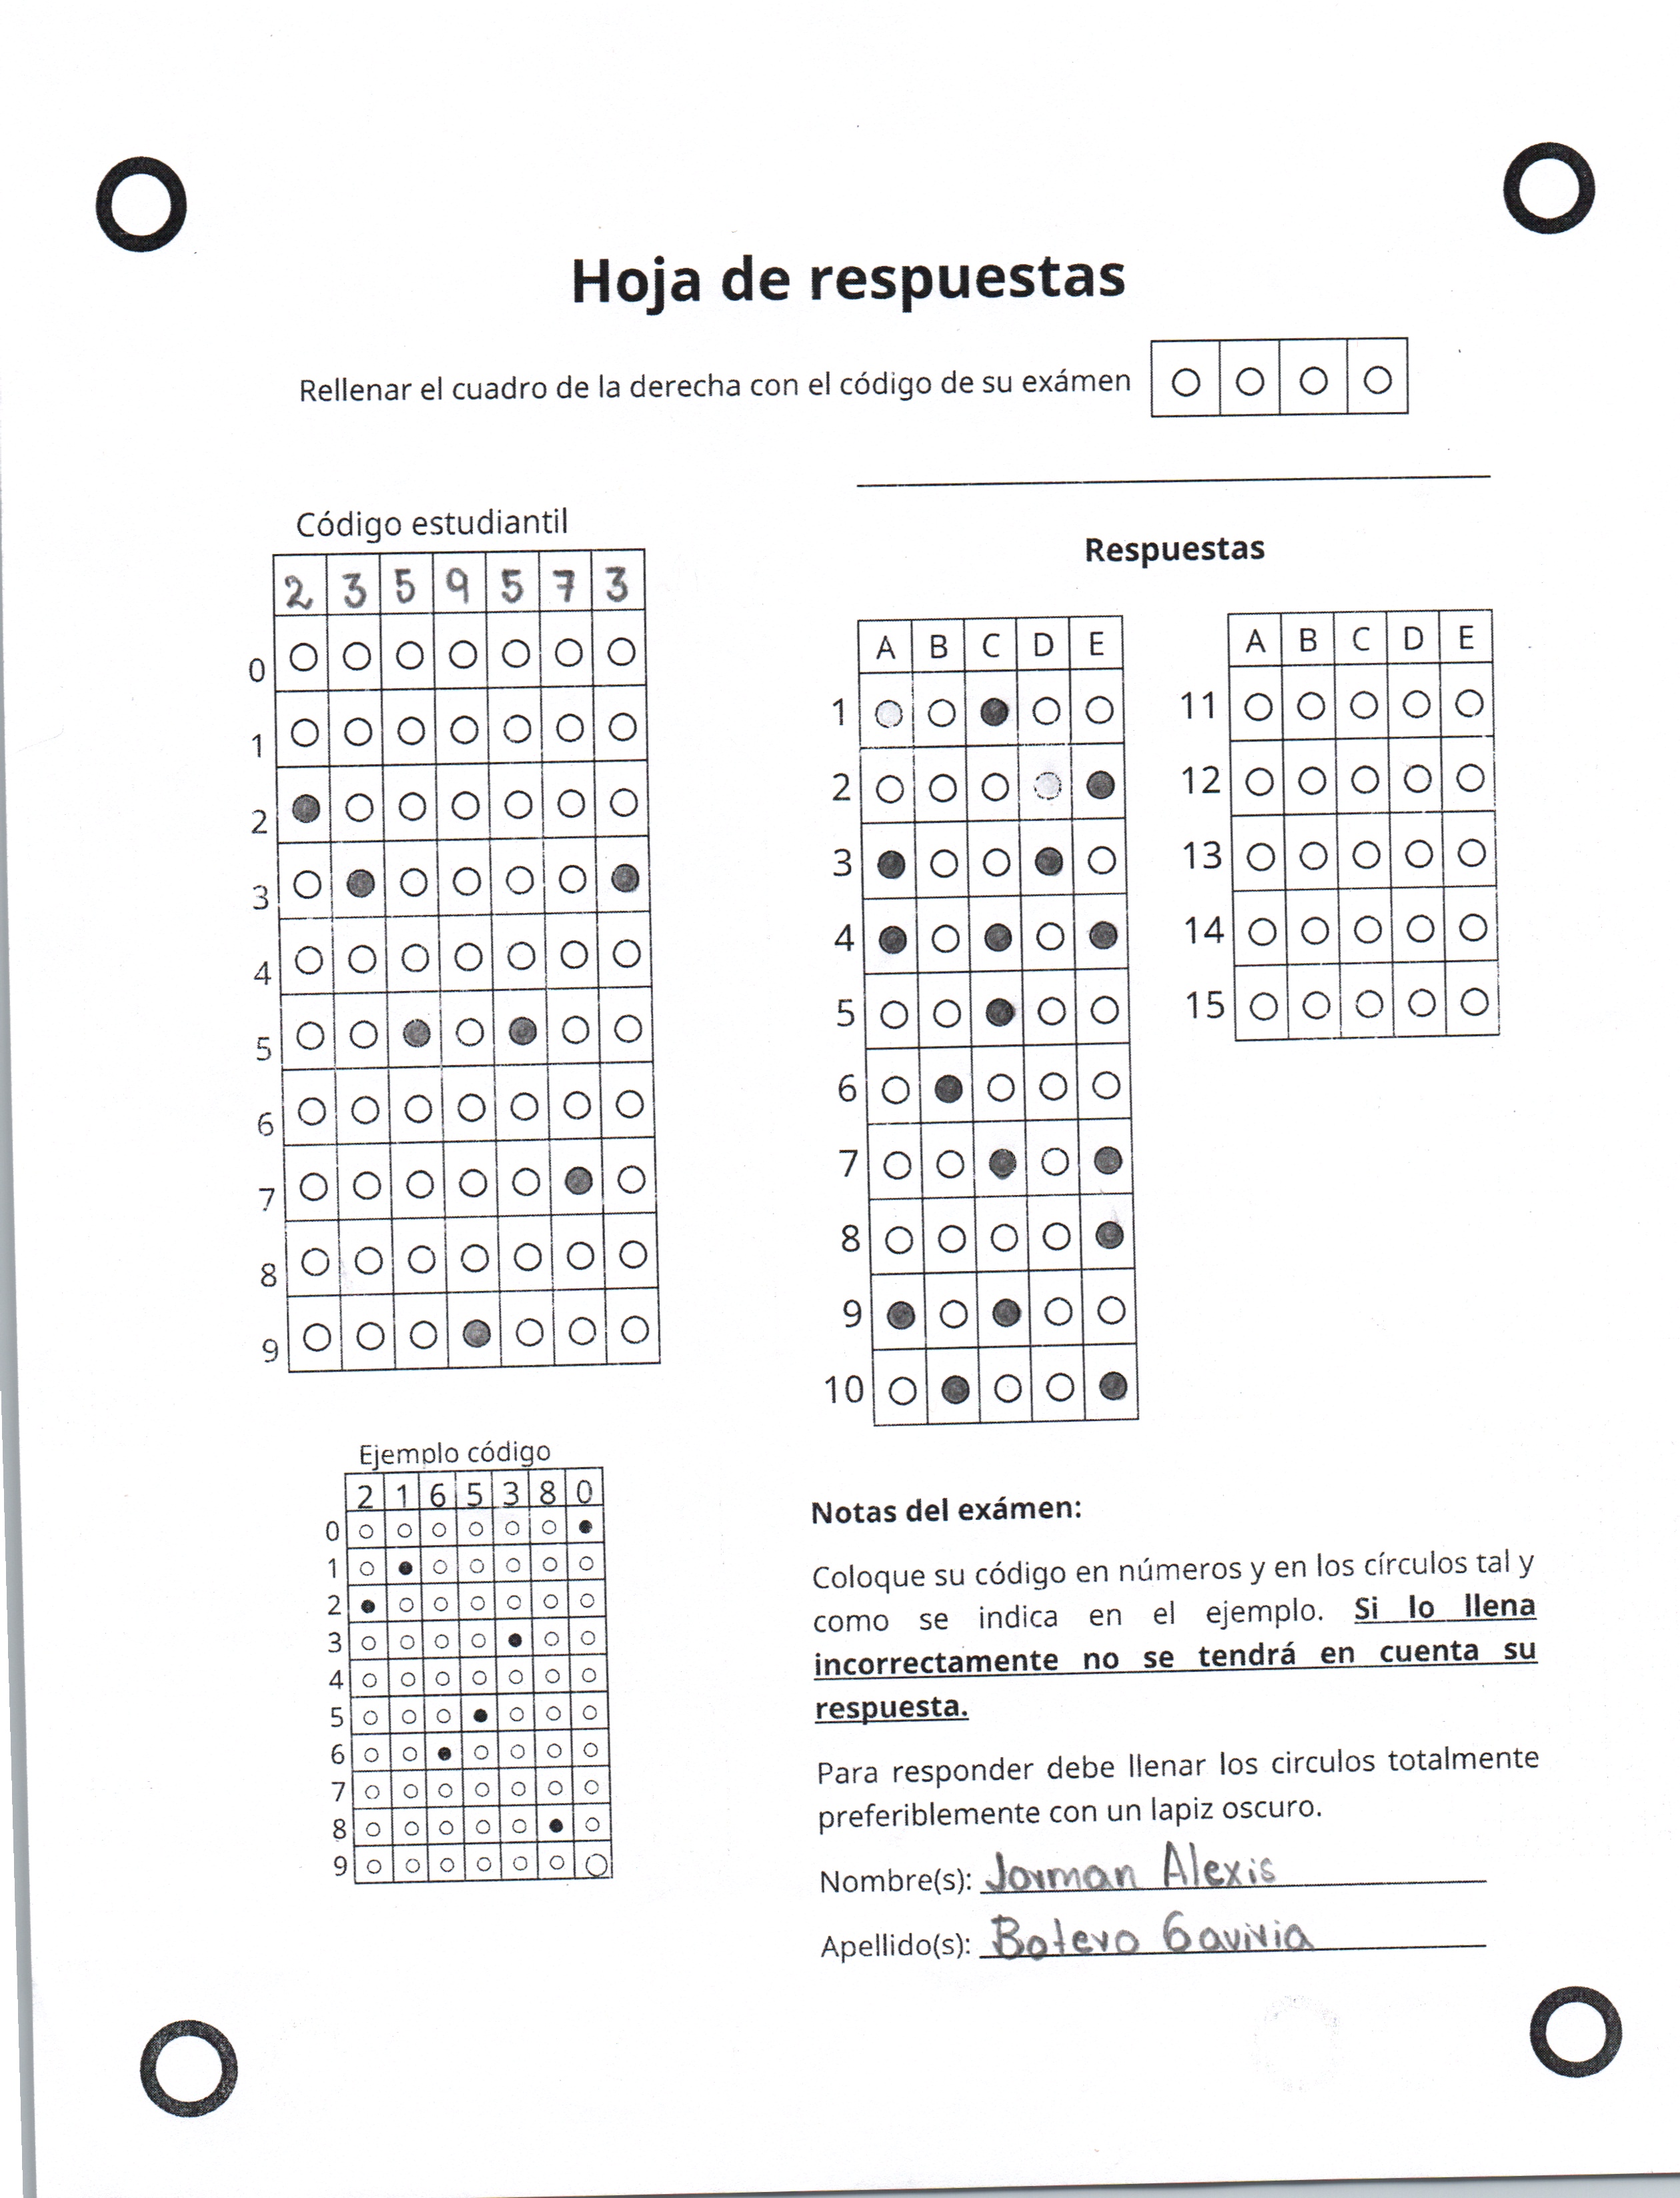 Hoja de respuestas
Rellenar el cuadro de la derecha con el código de su exámen
Código estudiantil
2 3 5 9 5 7 3
0
1
2
3
4
5
6
7
8
9
Respuestas
A B C D E
1
2
3
4
5
6
7
8
9
10
A B C D E
11
12
13
14
15
Ejemplo código
2 1 6 5 3 8 0
0
1
2
3
4
5
6
7
8
9
Notas del exámen:
Coloque su código en números y en los círculos tal y
como se indica en el ejemplo. Si lo llena
incorrectamente no se tendrá en cuenta su
respuesta.
Para responder debe llenar los circulos totalmente
preferiblemente con un lapiz oscuro.
Nombre(s): Jorman Alexis
Apellido(s): Botero Gaviria